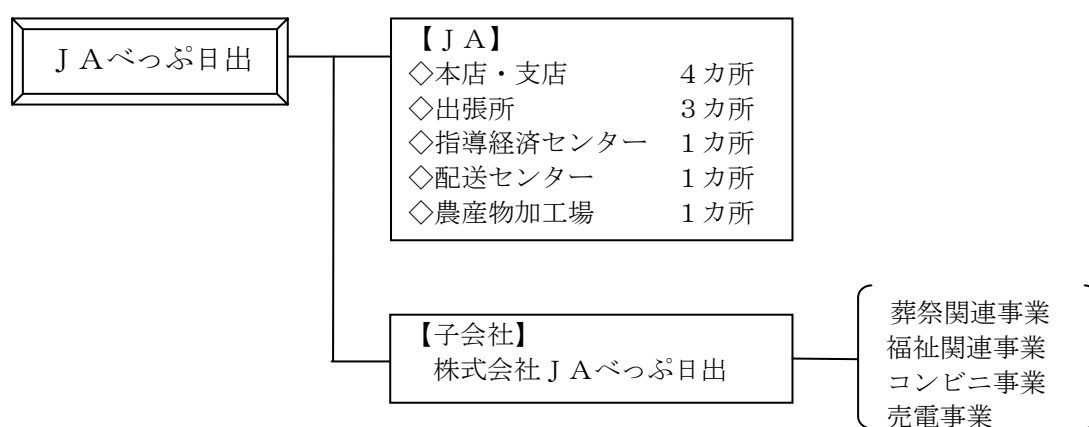 ＪＡべっぷ日出
【ＪＡ】
◇本店・支店　　　４カ所
◇出張所　　　　　３カ所
◇指導経済センター　１カ所
◇配送センター　　１カ所
◇農産物加工場　　１カ所
【子会社】
株式会社ＪＡべっぷ日出
葬祭関連事業
福祉関連事業
コンビニ事業
売電事業